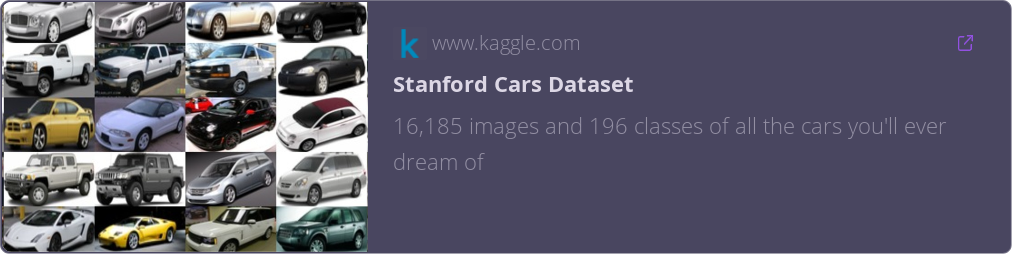 www.kaggle.com
Stanford Cars Dataset
16,185 images and 196 classes of all the cars you'll ever
dream of